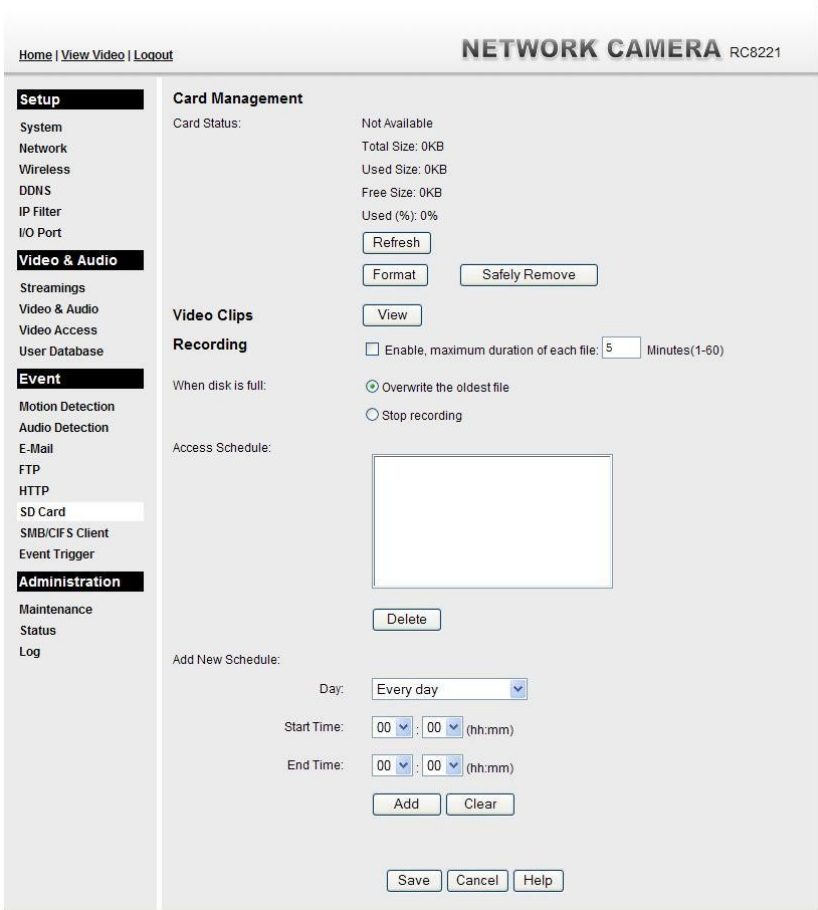 Home | View Video | Logout
NETWORK CAMERA RC8221
Setup
System
Network
Wireless
DDNS
IP Filter
I/O Port
Video & Audio
Streamings
Video & Audio
Video Access
User Database
Event
Motion Detection
Audio Detection
E-Mail
FTP
HTTP
SD Card
SMB/CIFS Client
Event Trigger
Administration
Maintenance
Status
Log
Card Management
Card Status: Not Available
Total Size: 0KB
Used Size: 0KB
Free Size: 0KB
Used (%): 0%
Refresh
Format Safely Remove
Video Clips View
Recording Enable, maximum duration of each file: 5 Minutes(1-60)
When disk is full: Overwrite the oldest file
Stop recording
Access Schedule:
Delete
Add New Schedule:
Day: Every day
Start Time: 00 : 00 (hh:mm)
End Time: 00 : 00 (hh:mm)
Add Clear
Save Cancel Help